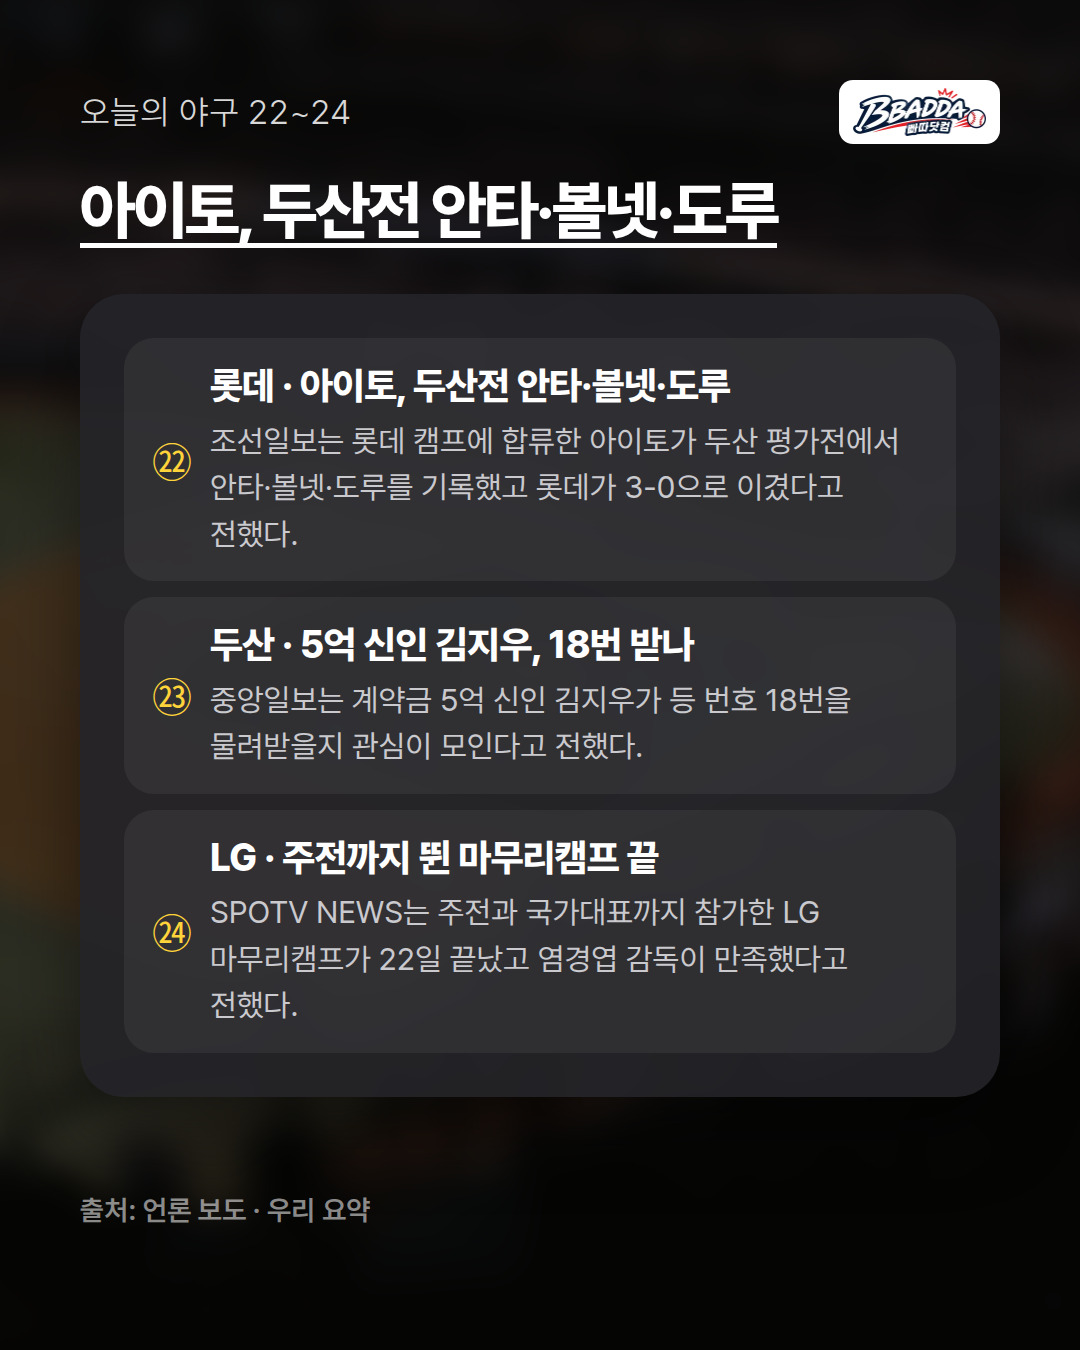 오늘의 야구 22~24
BBADDA
빠따닷컴
아이토, 두산전 안타·볼넷·도루
롯데 · 아이토, 두산전 안타·볼넷·도루
㉒ 조선일보는 롯데 캠프에 합류한 아이토가 두산 평가전에서
안타·볼넷·도루를 기록했고 롯데가 3-0으로 이겼다고
전했다.
두산 · 5억 신인 김지우, 18번 받나
㉓ 중앙일보는 계약금 5억 신인 김지우가 등 번호 18번을
물려받을지 관심이 모인다고 전했다.
LG · 주전까지 뛴 마무리캠프 끝
SPOTV NEWS는 주전과 국가대표까지 참가한 LG
㉔ 마무리캠프가 22일 끝났고 염경엽 감독이 만족했다고
전했다.
출처: 언론 보도 · 우리 요약